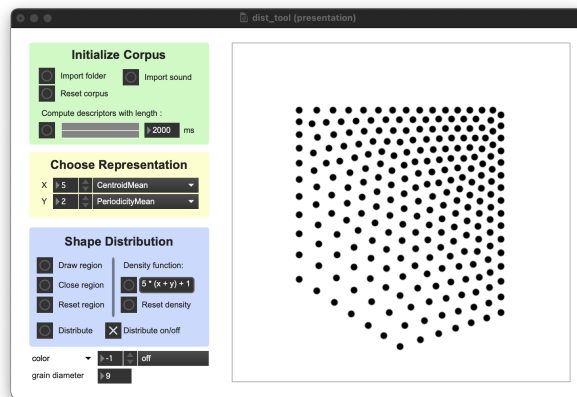 dist_tool (presentation)
Initialize Corpus
Import folder
Import sound
Reset corpus
Compute descriptors with length :
2000 ms
Choose Representation
X 5 CentroidMean
Y 2 PeriodicityMean
Shape Distribution
Draw region
Density function:
Close region
5 * (x + y) + 1
Reset region
Reset density
Distribute
Distribute on/off
color -1 off
grain diameter 9